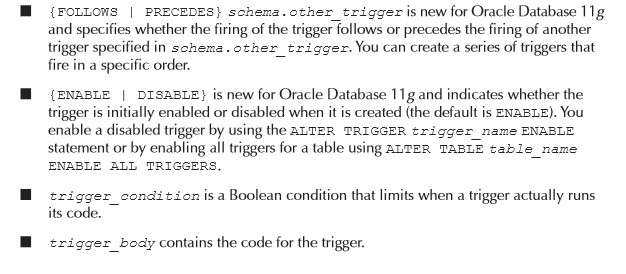 ■ {FOLLOWS | PRECEDES} schema.other_trigger is new for Oracle Database 11g
and specifies whether the firing of the trigger follows or precedes the firing of another
trigger specified in schema.other_trigger. You can create a series of triggers that
fire in a specific order.
■ {ENABLE | DISABLE} is new for Oracle Database 11g and indicates whether the
trigger is initially enabled or disabled when it is created (the default is ENABLE). You
enable a disabled trigger by using the ALTER TRIGGER trigger_name ENABLE
statement or by enabling all triggers for a table using ALTER TABLE table_name
ENABLE ALL TRIGGERS.
■ trigger_condition is a Boolean condition that limits when a trigger actually runs
its code.
■ trigger_body contains the code for the trigger.